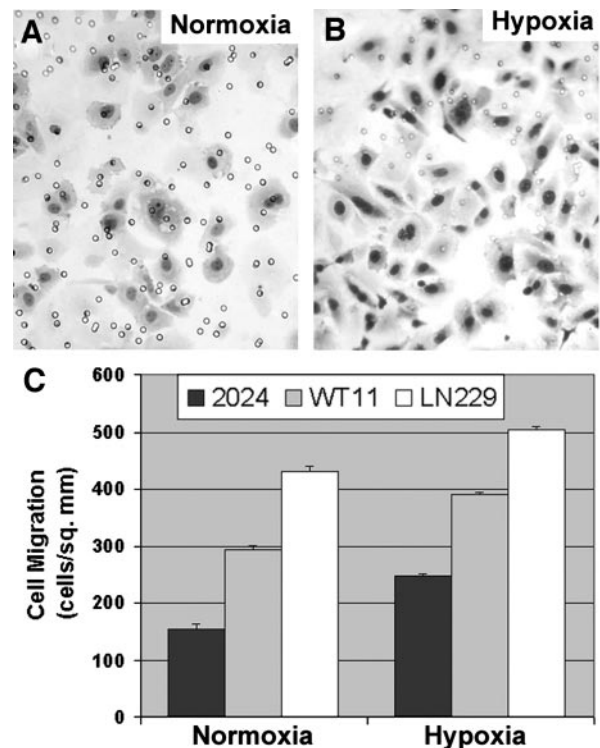 A Normoxia
B Hypoxia
C
600
500
400
300
200
100
0
Cell Migration
(cells/sq. mm)
2024 WT11 LN229
Normoxia Hypoxia